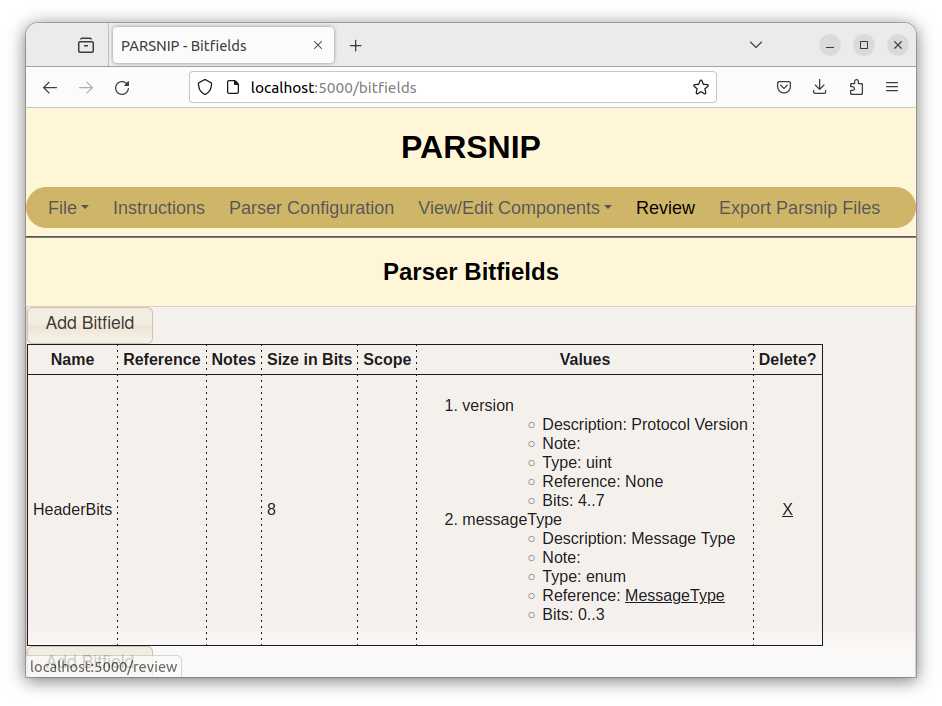 PARSNIP - Bitfields
localhost:5000/bitfields
PARSNIP
File Instructions Parser Configuration View/Edit Components Review Export Parsnip Files
Parser Bitfields
Add Bitfield
Name Reference Notes Size in Bits Scope Values Delete?
1. version
Description: Protocol Version
Note:
Type: uint
Reference: None
Bits: 4..7
HeaderBits 8 X
2. messageType
Description: Message Type
Note:
Type: enum
Reference: MessageType
Bits: 0..3
Add Bitfield
localhost:5000/review